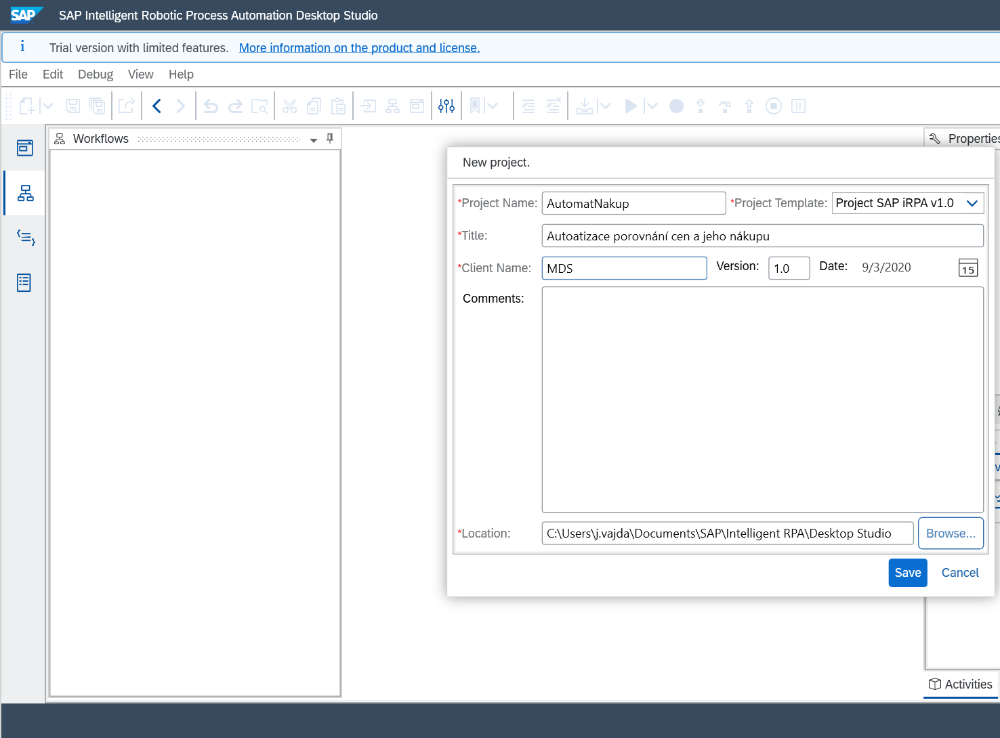 SAP SAP Intelligent Robotic Process Automation Desktop Studio
i Trial version with limited features. More information on the product and license.
File Edit Debug View Help
Workflows
Properties
New project.
*Project Name: AutomatNakup *Project Template: Project SAP iRPA v1.0
*Title: Autoatizace porovnání cen a jeho nákupu
*Client Name: MDS Version: 1.0 Date: 9/3/2020 15
Comments:
*Location: C:\Users\j.vajda\Documents\SAP\Intelligent RPA\Desktop Studio Browse...
Save Cancel
Activities